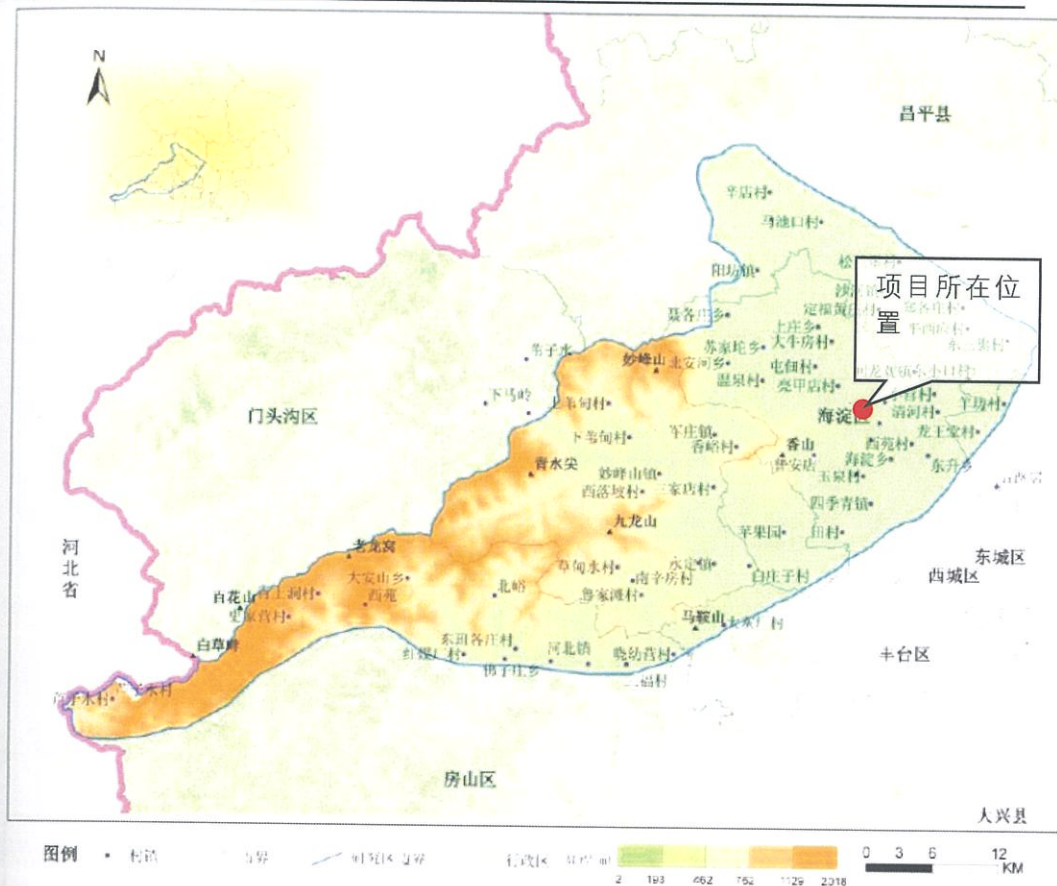 N
昌平县
辛店村
马池口村
阳坊镇
项目所在位
置
聂各庄乡
上庄乡
苏家坨乡
大牛房村
妙峰山
北安河乡
屯佃村
温泉村
亮甲店村
下马岭
上苇甸村
门头沟区
海淀区
清河村
羊坊村
下苇甸村
军庄镇
香峪村
香山
西苑村
龙王堂村
海淀乡
东升乡
青水尖
妙峰山镇
玉泉村
西落坡村
三家店村
四季青镇
九龙山
苹果园
田村
河北省
老龙窝
东城区
西城区
大安山乡
西苑
草甸水村
永定镇
南辛房村
白庄子村
北峪
鲁家滩村
百花山
史家营村
马鞍山
白草畔
东班各庄村
河北镇
晓幼营村
佛子庄乡
丰台区
房山区
大兴县
图例
村镇
行政区
0 3 6 12
KM
2 193 462 762 1129 2018